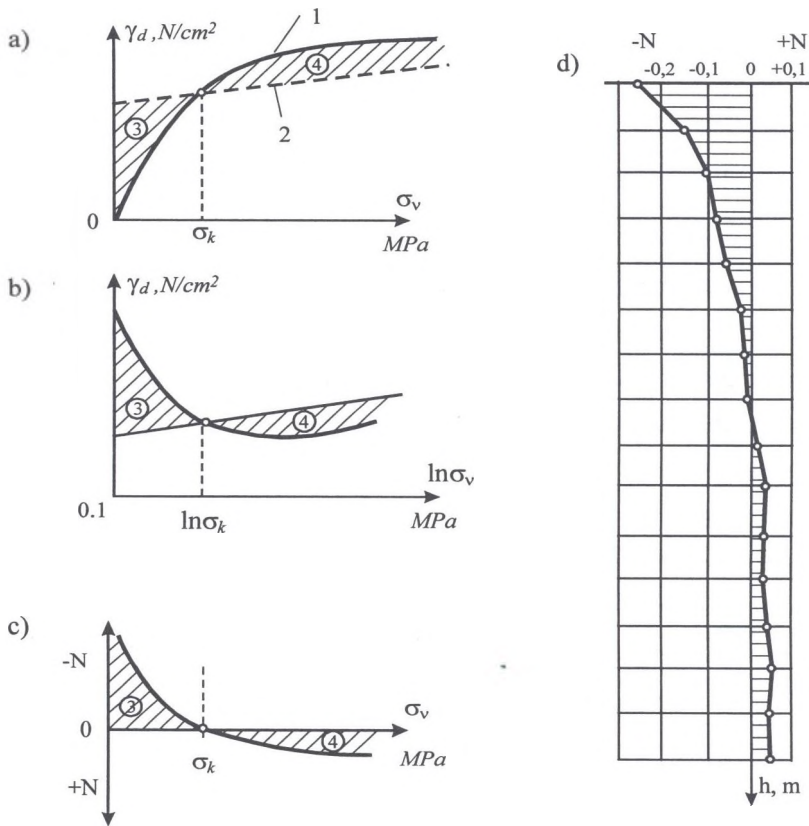 a)
γd , N/cm²
1
4
3
2
0
σk
σv
MPa
b)
γd , N/cm²
3
4
0.1
lnσk
lnσv
MPa
c)
-N
3
0
4
σk
σv
MPa
+N
d)
-N +N
-0,2 -0,1 0 +0,1
h, m